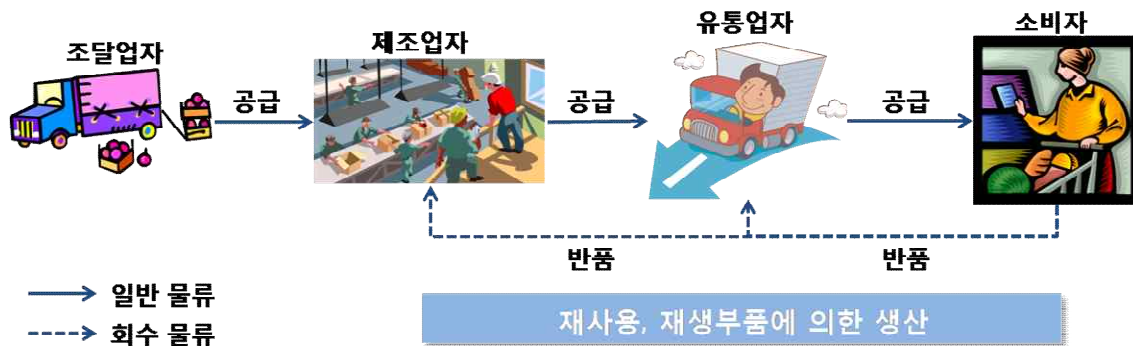 조달업자
제조업자
유통업자
소비자
공급
공급
공급
반품
반품
일반 물류
회수 물류
재사용, 재생부품에 의한 생산